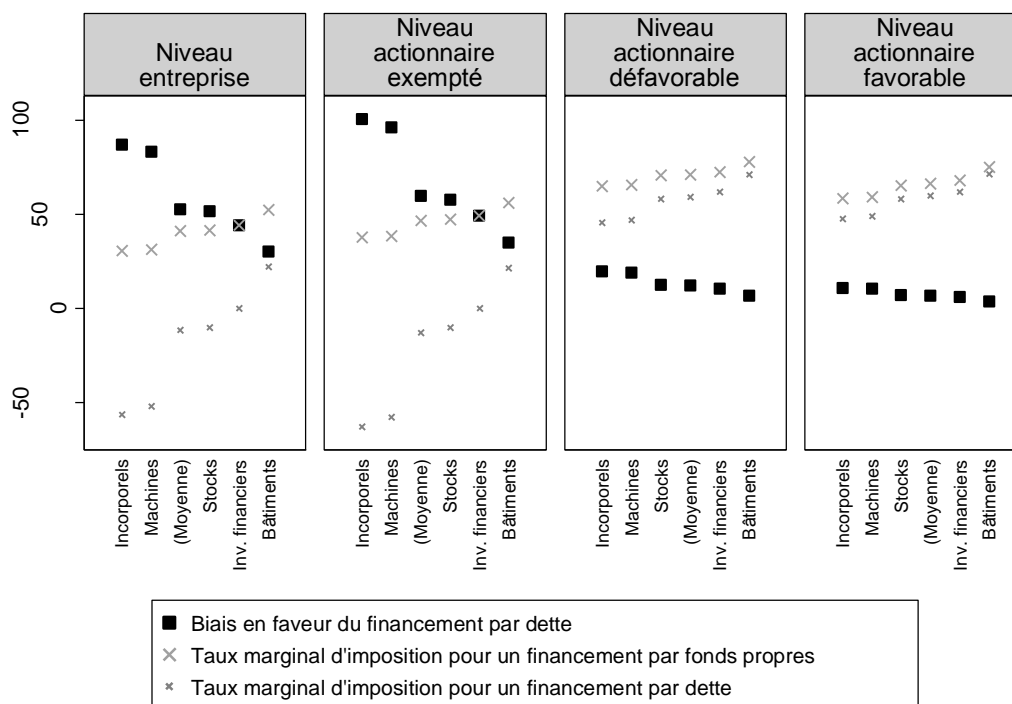 Niveau
entreprise
Niveau
actionnaire
exempté
Niveau
actionnaire
défavorable
Niveau
actionnaire
favorable
100
50
0
-50
Incorporels
Machines
(Moyenne)
Stocks
Inv. financiers
Bâtiments
Incorporels
Machines
(Moyenne)
Stocks
Inv. financiers
Bâtiments
Incorporels
Machines
Stocks
(Moyenne)
Inv. financiers
Bâtiments
Incorporels
Machines
Stocks
(Moyenne)
Inv. financiers
Bâtiments
Biais en faveur du financement par dette
Taux marginal d'imposition pour un financement par fonds propres
Taux marginal d'imposition pour un financement par dette